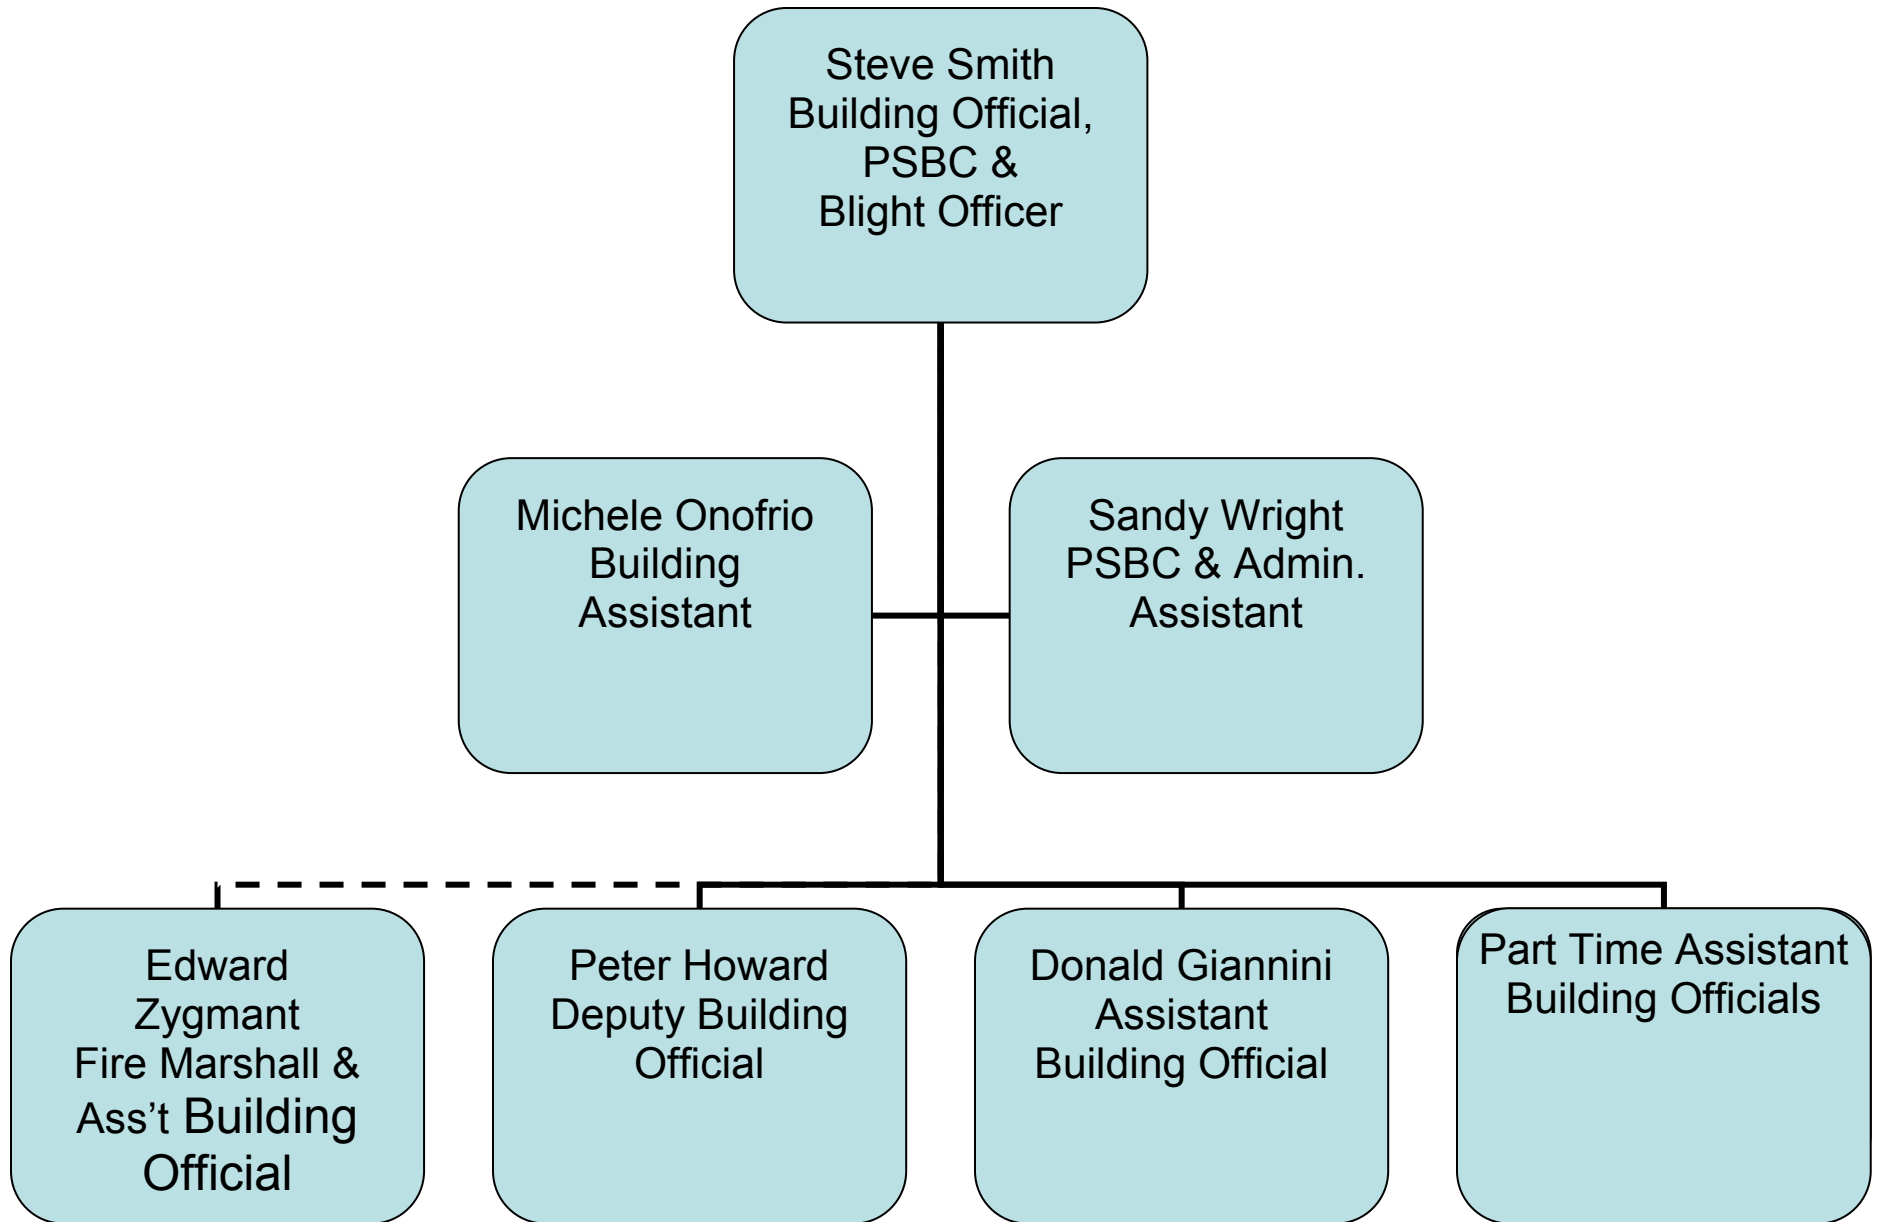 Steve Smith
Building Official,
PSBC &
Blight Officer
Michele Onofrio
Building
Assistant
Sandy Wright
PSBC & Admin.
Assistant
Edward
Zygmant
Fire Marshall &
Ass’t Building
Official
Peter Howard
Deputy Building
Official
Donald Giannini
Assistant
Building Official
Part Time Assistant
Building Officials